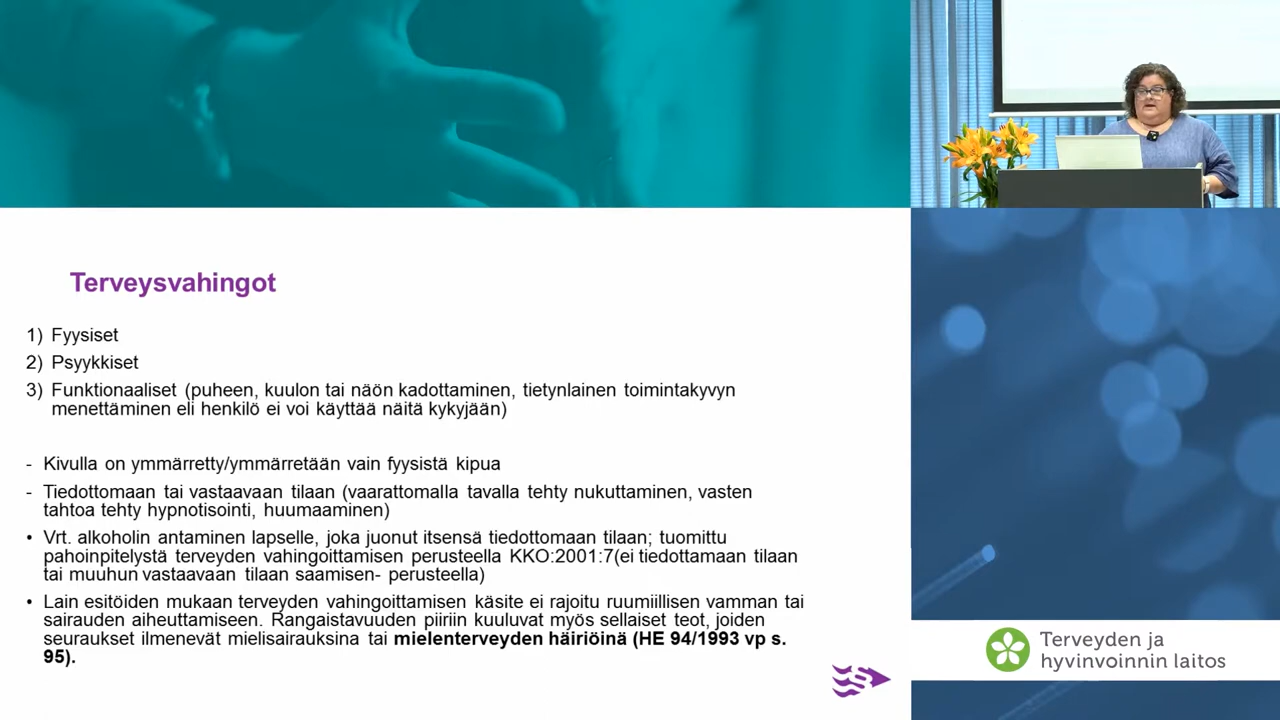 Terveysvahingot
1) Fyysiset
2) Psyykkiset
3) Funktionaaliset (puheen, kuulon tai näön kadottaminen, tietynlainen toimintakyvyn
menettäminen eli henkilö ei voi käyttää näitä kykyjään)
- Kivulla on ymmärretty/ymmärretään vain fyysistä kipua
- Tiedottomaan tai vastaavaan tilaan (vaarattomalla tavalla tehty nukuttaminen, vasten
tahtoa tehty hypnotisointi, huumaaminen)
• Vrt. alkoholin antaminen lapselle, joka juonut itsensä tiedottomaan tilaan; tuomittu
pahoinpitelystä terveyden vahingoittamisen perusteella KKO:2001:7(ei tiedottamaan tilaan
tai muuhun vastaavaan tilaan saamisen- perusteella)
• Lain esitöiden mukaan terveyden vahingoittamisen käsite ei rajoitu ruumiillisen vamman tai
sairauden aiheuttamiseen. Rangaistavuuden piiriin kuuluvat myös sellaiset teot, joiden
seuraukset ilmenevät mielisairauksina tai mielenterveyden häiriöinä (HE 94/1993 vp s.
95).
Terveyden ja
hyvinvoinnin laitos